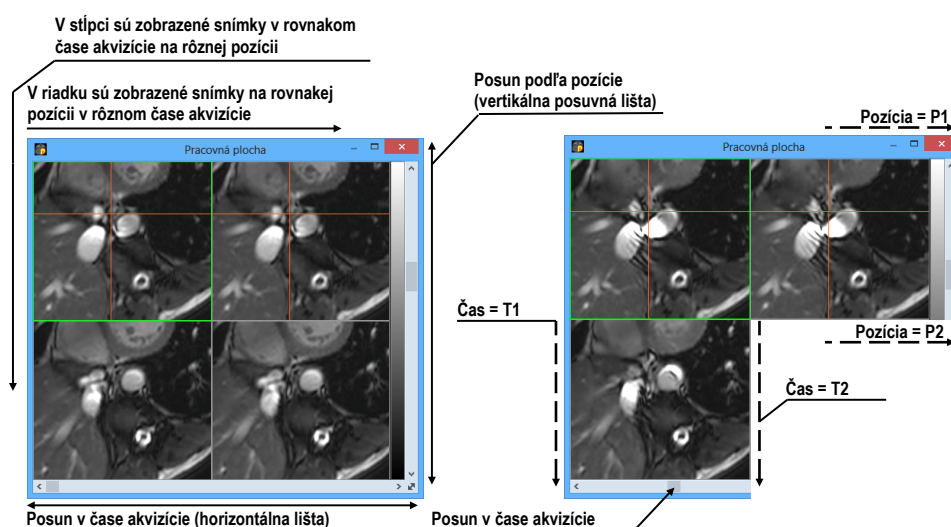 V stĺpci sú zobrazené snímky v rovnakom
čase akvizície na rôznej pozícii
V riadku sú zobrazené snímky na rovnakej
pozícii v rôznom čase akvizície
Posun podľa pozície
(vertikálna posuvná lišta)
Pozícia = P1
Pracovná plocha
Pracovná plocha
Čas = T1
Pozícia = P2
Čas = T2
Posun v čase akvizície (horizontálna lišta)
Posun v čase akvizície